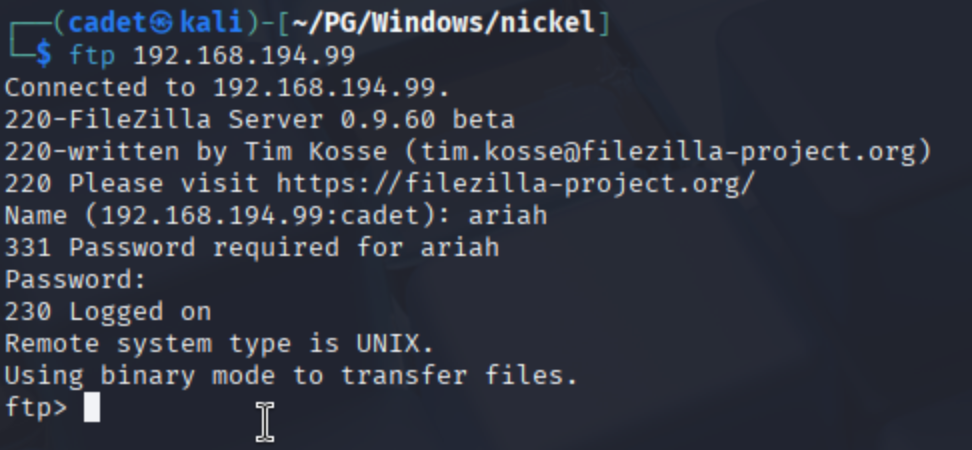 ┌──(cadet㉿kali)-[~/PG/Windows/nickel]
└─$ ftp 192.168.194.99
Connected to 192.168.194.99.
220-FileZilla Server 0.9.60 beta
220-written by Tim Kosse (tim.kosse@filezilla-project.org)
220 Please visit https://filezilla-project.org/
Name (192.168.194.99:cadet): ariah
331 Password required for ariah
Password:
230 Logged on
Remote system type is UNIX.
Using binary mode to transfer files.
ftp>